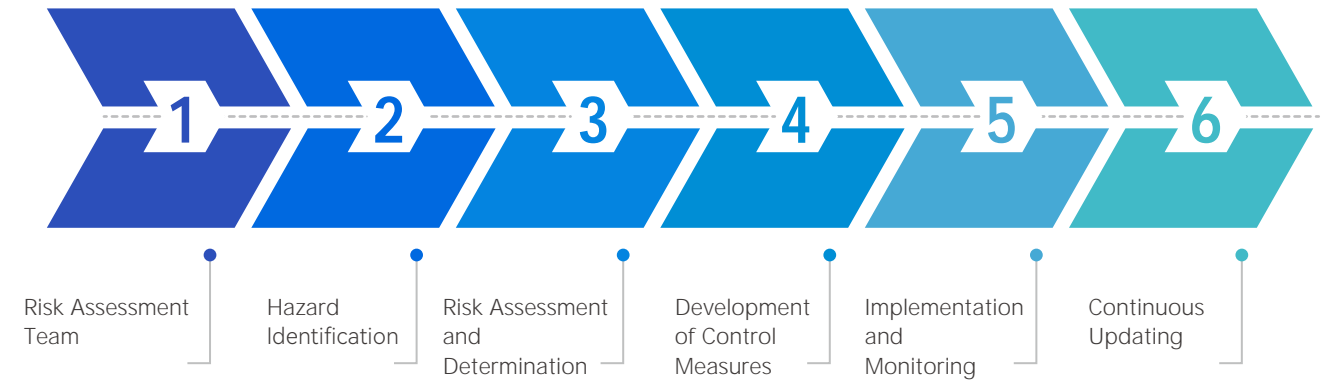 1
2
3
4
5
6
Risk Assessment
Team
Hazard
Identification
Risk Assessment
and
Determination
Development
of Control
Measures
Implementation
and
Monitoring
Continuous
Updating